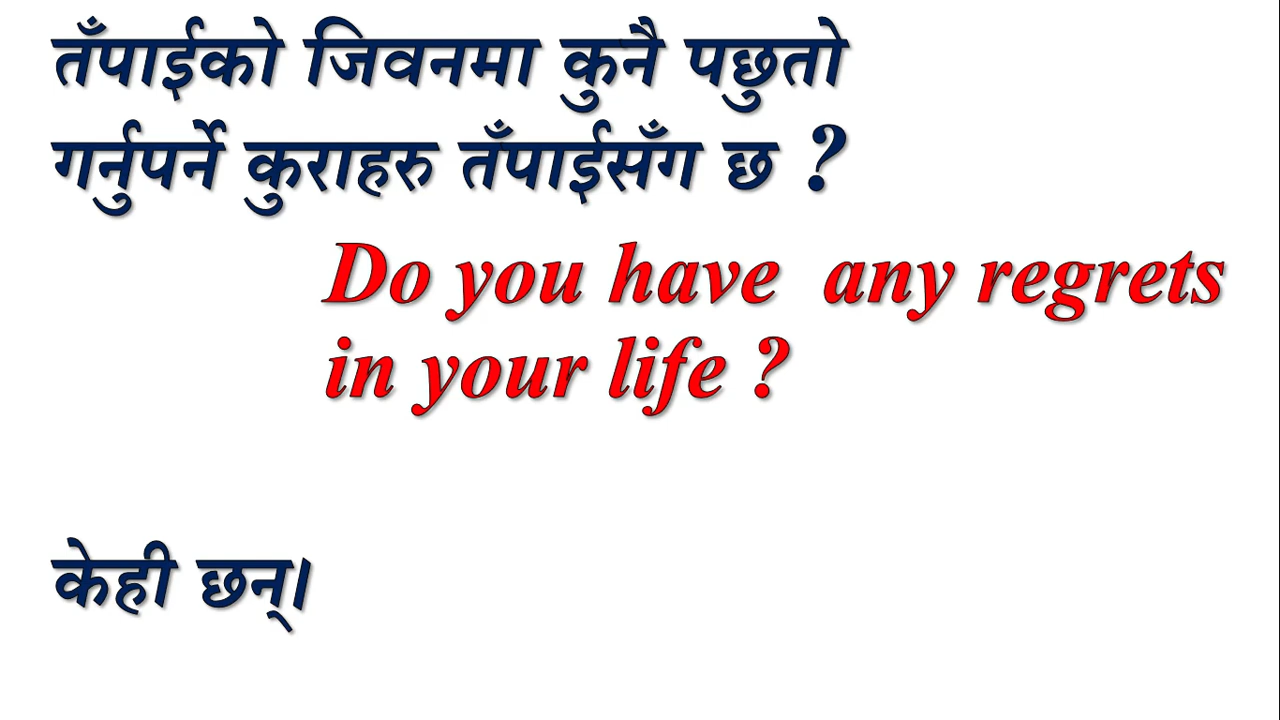 तँपाईको जिवनमा कुनै पछुतो
गर्नुपर्ने कुराहरु तँपाईसँग छ ?
Do you have any regrets
in your life ?
केही छन्।